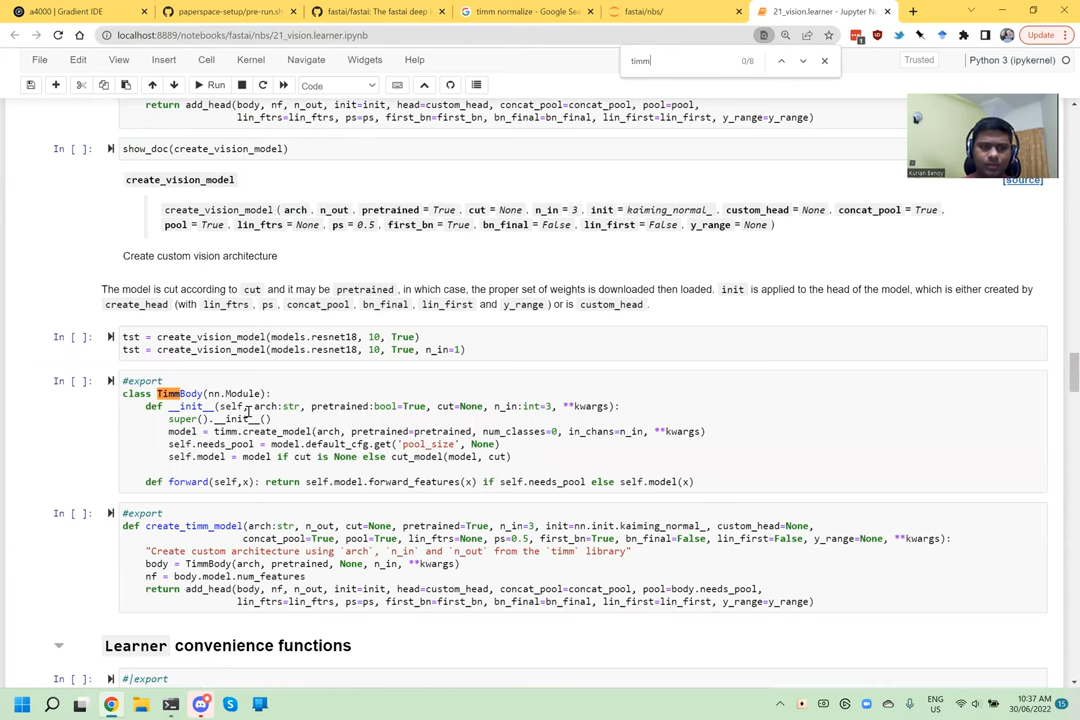 a4000 | Gradient IDE
paperspace-setup/pre-run.sh
fastai/fastai: The fastai deep l
timm normalize - Google Sea
fastai/nbs/
21_vision.learner - Jupyter No
localhost:8889/notebooks/fastai/nbs/21_vision.learner.ipynb
Update
File Edit View Insert Cell Kernel Navigate Widgets Help
timm 0/8
Trusted
Python 3 (ipykernel)
Run
Code
return add_head(body, nf, n_out, init=init, head=custom_head, concat_pool=concat_pool, pool=pool,
lin_ftrs=lin_ftrs, ps=ps, first_bn=first_bn, bn_final=bn_final, lin_first=lin_first, y_range=y_range)
Kurian Benoy
In [ ]: show_doc(create_vision_model)
create_vision_model
[source]
create_vision_model ( arch , n_out , pretrained = True , cut = None , n_in = 3 , init = kaiming_normal_ , custom_head = None , concat_pool = True ,
pool = True , lin_ftrs = None , ps = 0.5 , first_bn = True , bn_final = False , lin_first = False , y_range = None )
Create custom vision architecture
The model is cut according to cut and it may be pretrained , in which case, the proper set of weights is downloaded then loaded. init is applied to the head of the model, which is either created by
create_head (with lin_ftrs , ps , concat_pool , bn_final , lin_first and y_range ) or is custom_head .
In [ ]: tst = create_vision_model(models.resnet18, 10, True)
tst = create_vision_model(models.resnet18, 10, True, n_in=1)
In [ ]: #export
class TimmBody(nn.Module):
def __init__(self, arch:str, pretrained:bool=True, cut=None, n_in:int=3, **kwargs):
super().__init__()
model = timm.create_model(arch, pretrained=pretrained, num_classes=0, in_chans=n_in, **kwargs)
self.needs_pool = model.default_cfg.get('pool_size', None)
self.model = model if cut is None else cut_model(model, cut)
def forward(self,x): return self.model.forward_features(x) if self.needs_pool else self.model(x)
In [ ]: #export
def create_timm_model(arch:str, n_out, cut=None, pretrained=True, n_in=3, init=nn.init.kaiming_normal_, custom_head=None,
concat_pool=True, pool=True, lin_ftrs=None, ps=0.5, first_bn=True, bn_final=False, lin_first=False, y_range=None, **kwargs):
"Create custom architecture using `arch`, `n_in` and `n_out` from the `timm` library"
body = TimmBody(arch, pretrained, None, n_in, **kwargs)
nf = body.model.num_features
return add_head(body, nf, n_out, init=init, head=custom_head, concat_pool=concat_pool, pool=body.needs_pool,
lin_ftrs=lin_ftrs, ps=ps, first_bn=first_bn, bn_final=bn_final, lin_first=lin_first, y_range=y_range)
Learner convenience functions
In [ ]: #|export
ENG
US
10:37 AM
30/06/2022
15